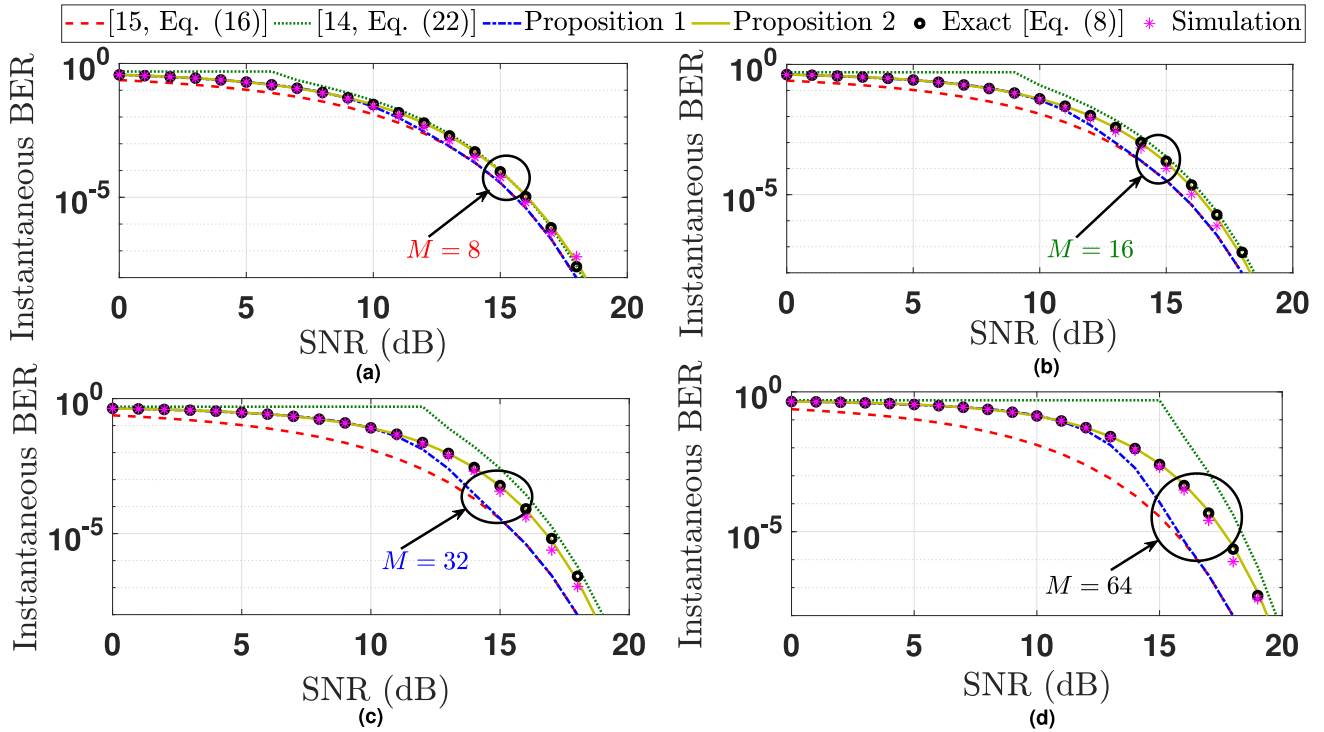 [15, Eq. (16)] [14, Eq. (22)] Proposition 1 Proposition 2 Exact [Eq. (8)] Simulation
Instantaneous BER
10^0
10^-5
M = 8
0 5 10 15 20
SNR (dB)
(a)
Instantaneous BER
10^0
10^-5
M = 16
0 5 10 15 20
SNR (dB)
(b)
Instantaneous BER
10^0
10^-5
M = 32
0 5 10 15 20
SNR (dB)
(c)
Instantaneous BER
10^0
10^-5
M = 64
0 5 10 15 20
SNR (dB)
(d)